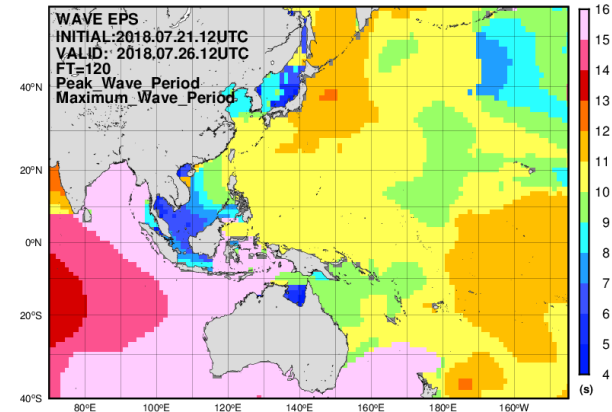 WAVE EPS
INITIAL:2018.07.21.12UTC
VALID: 2018.07.26.12UTC
FT=120
Peak_Wave_Period
Maximum_Wave_Period
40°N
20°N
0°N
20°S
40°S
80°E
100°E
120°E
140°E
160°E
180°E
160°W
16
15
14
13
12
11
10
9
8
7
6
5
4
(s)